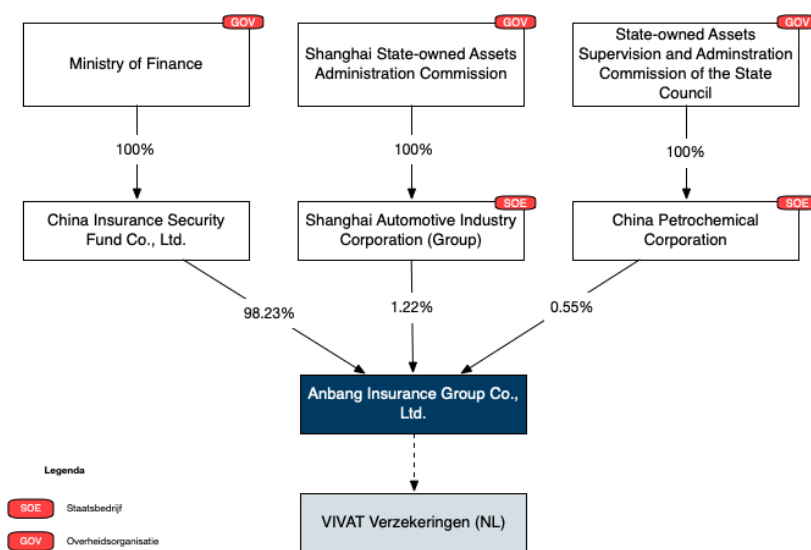 GOV
GOV
GOV
Ministry of Finance
Shanghai State-owned Assets
Administration Commission
State-owned Assets
Supervision and Adminstration
Commission of the State
Council
100%
100%
100%
SOE
SOE
China Insurance Security
Fund Co., Ltd.
Shanghai Automotive Industry
Corporation (Group)
China Petrochemical
Corporation
98.23%
1.22%
0.55%
Anbang Insurance Group Co.,
Ltd.
Legenda
SOE Staatsbedrijf
GOV Overheidsorganisatie
VIVAT Verzekeringen (NL)